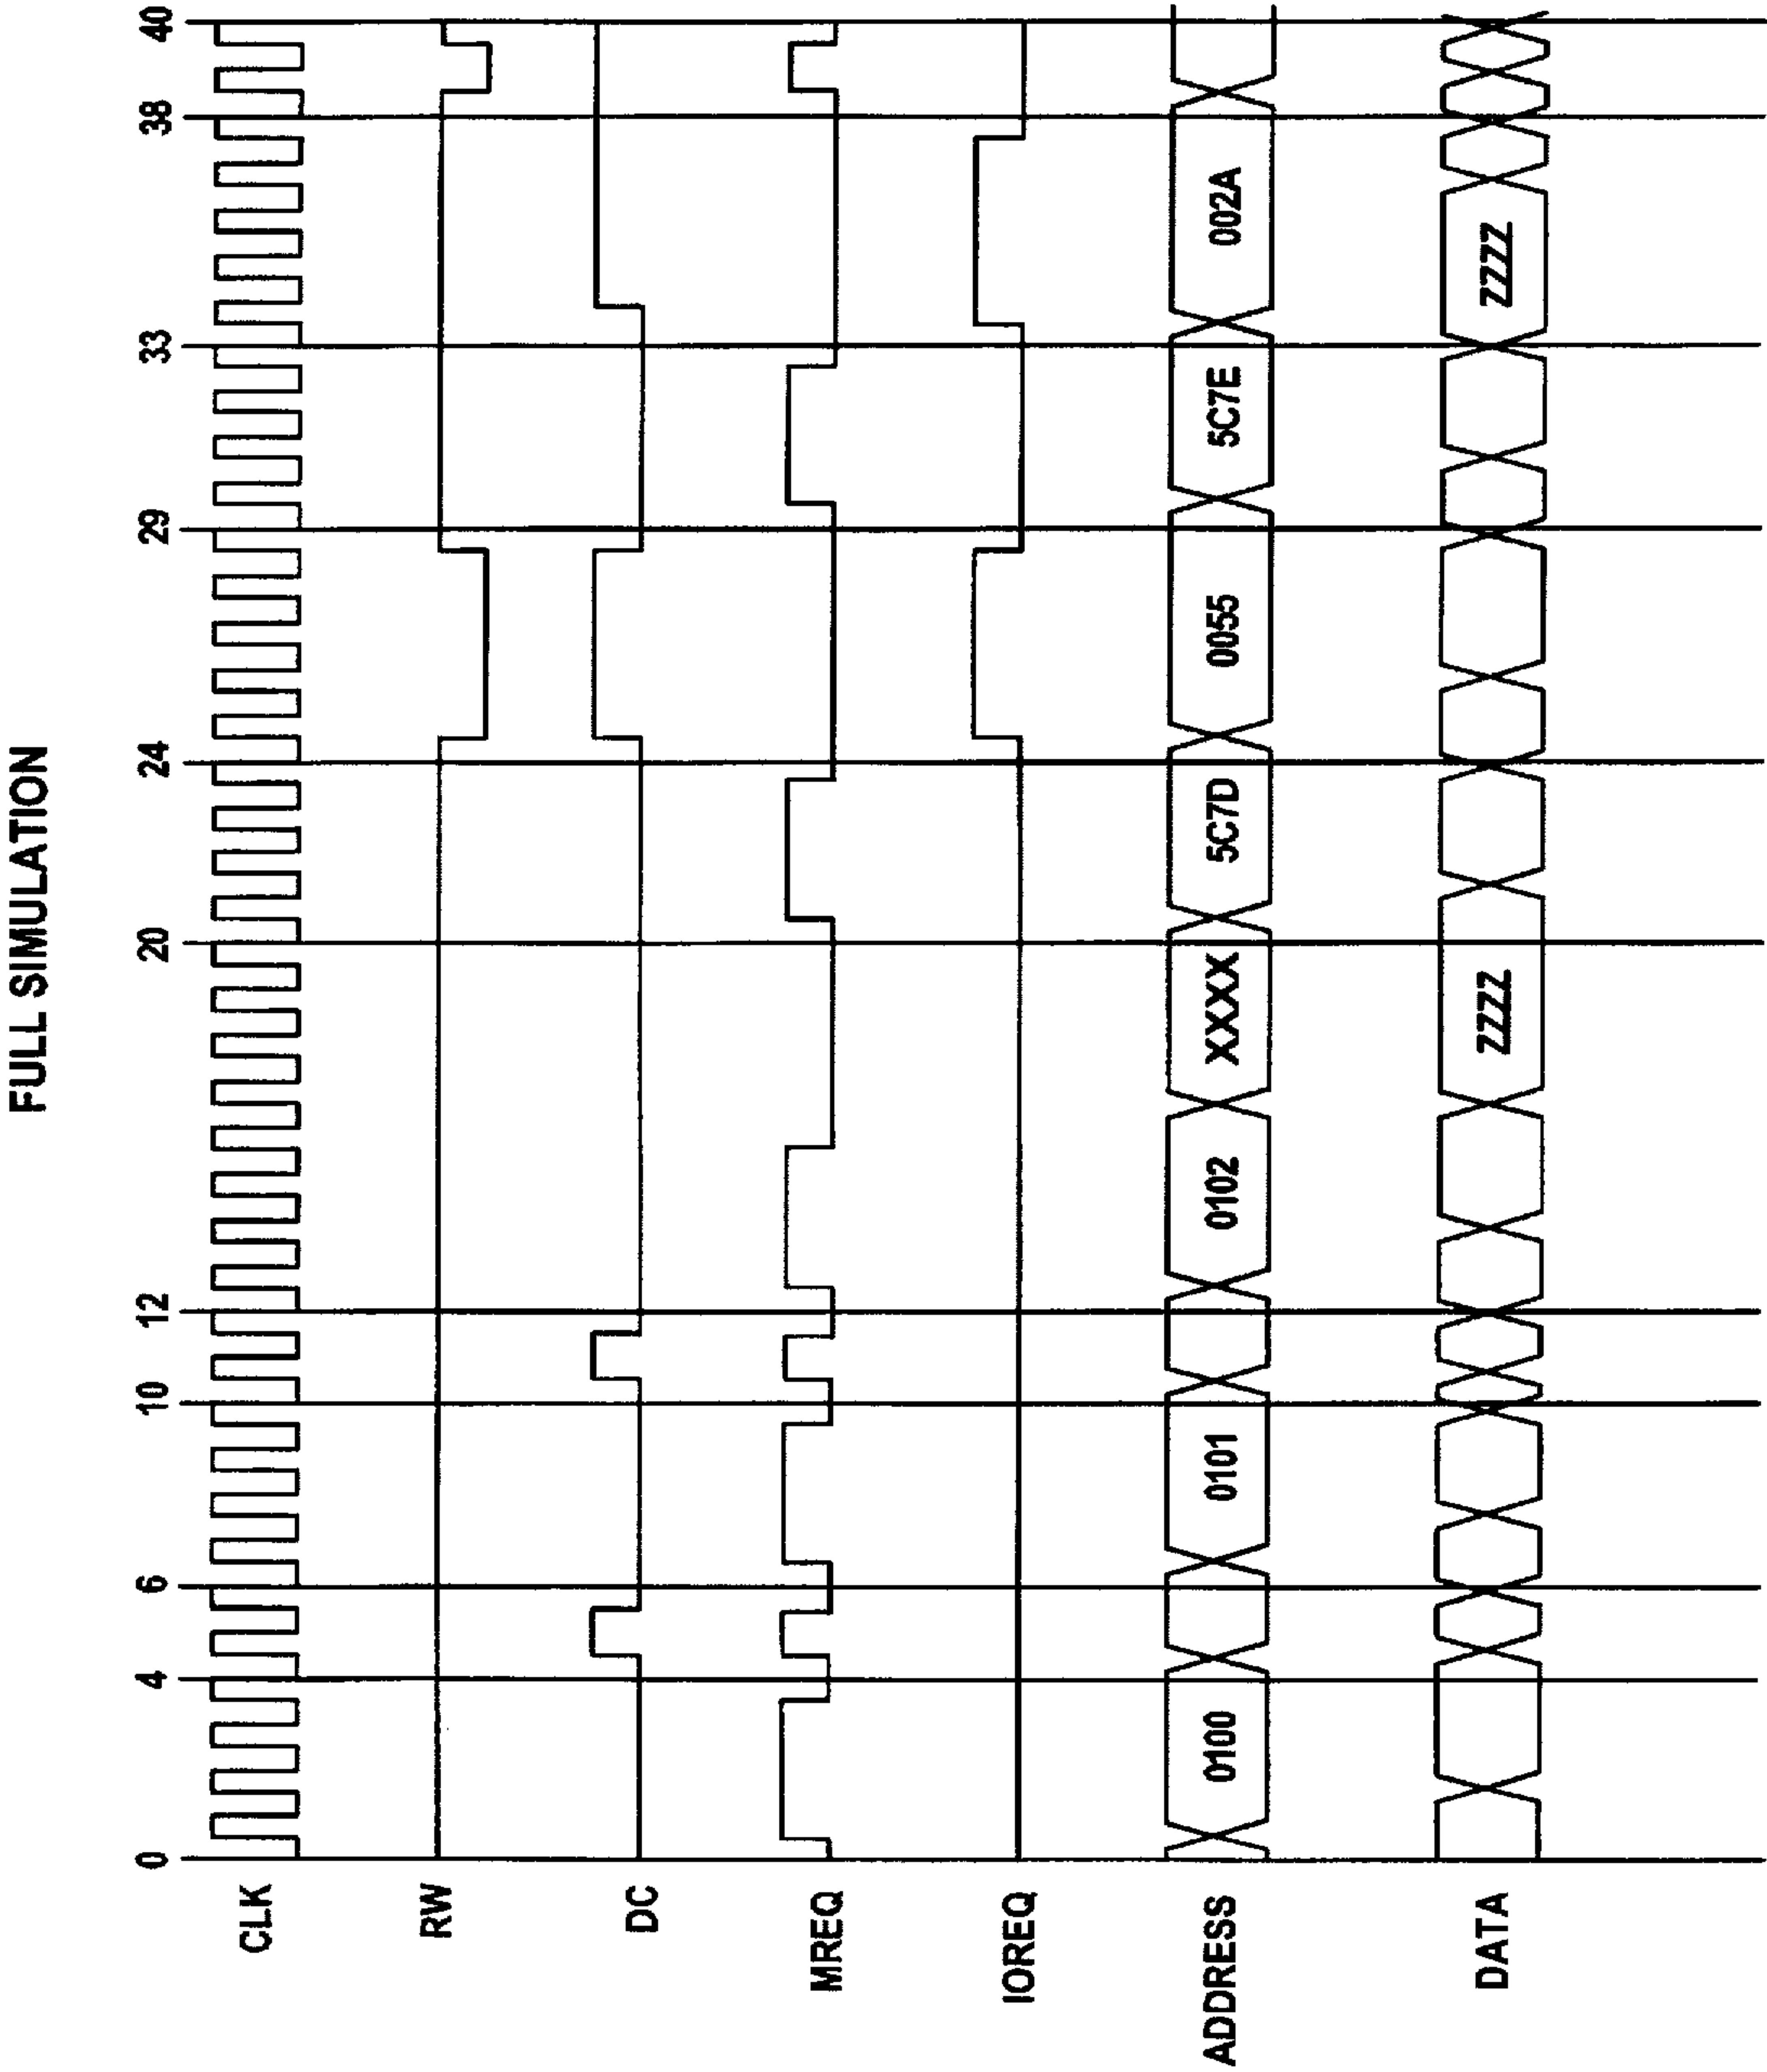 FULL SIMULATION
0 4 6 10 12 20 24 29 33 38 40
CLK
RW
DC
MREQ
IOREQ
ADDRESS 0100 0101 0102 XXXX 5C7D 0055 5C7E 002A
DATA ZZZZ ZZZZ